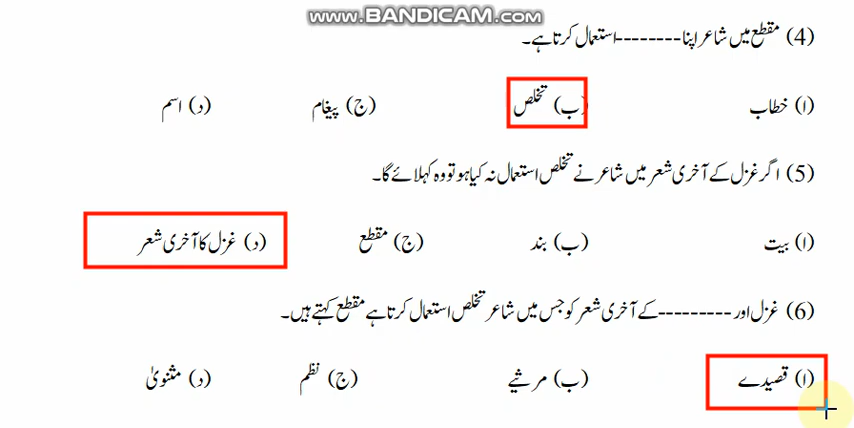 www.BANDICAM.com
(4) مقطع میں شاعر اپنا--------استعمال کرتا ہے۔
(ا) خطاب (ب) تخلص (ج) پیغام (د) اسم
(5) اگر غزل کے آخری شعر میں شاعر نے تخلص استعمال نہ کیا ہو تو وہ کہلائے گا۔
(ا) بیت (ب) بند (ج) مقطع (د) غزل کا آخری شعر
(6) غزل اور ---------کے آخری شعر کو جس میں شاعر تخلص استعمال کرتا ہے مقطع کہتے ہیں۔
(ا) قصیدے (ب) مرثیے (ج) نظم (د) مثنویٰ